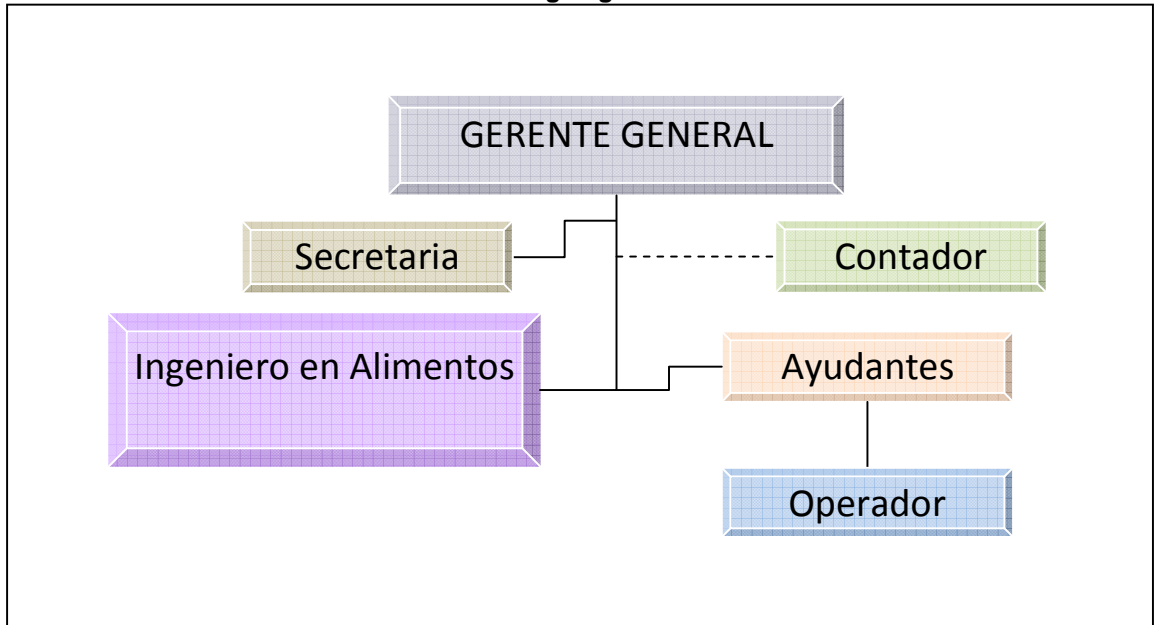 GERENTE GENERAL
Secretaria
Contador
Ingeniero en Alimentos
Ayudantes
Operador